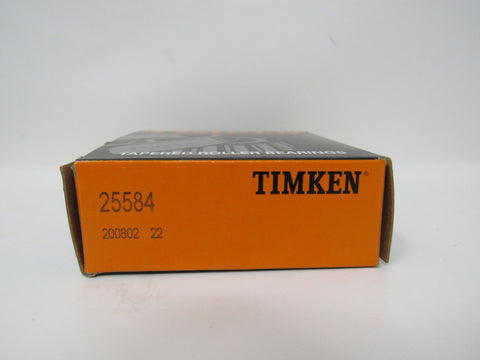 TAPERED ROLLER BEARINGS
TIMKEN®
25584
200802 22